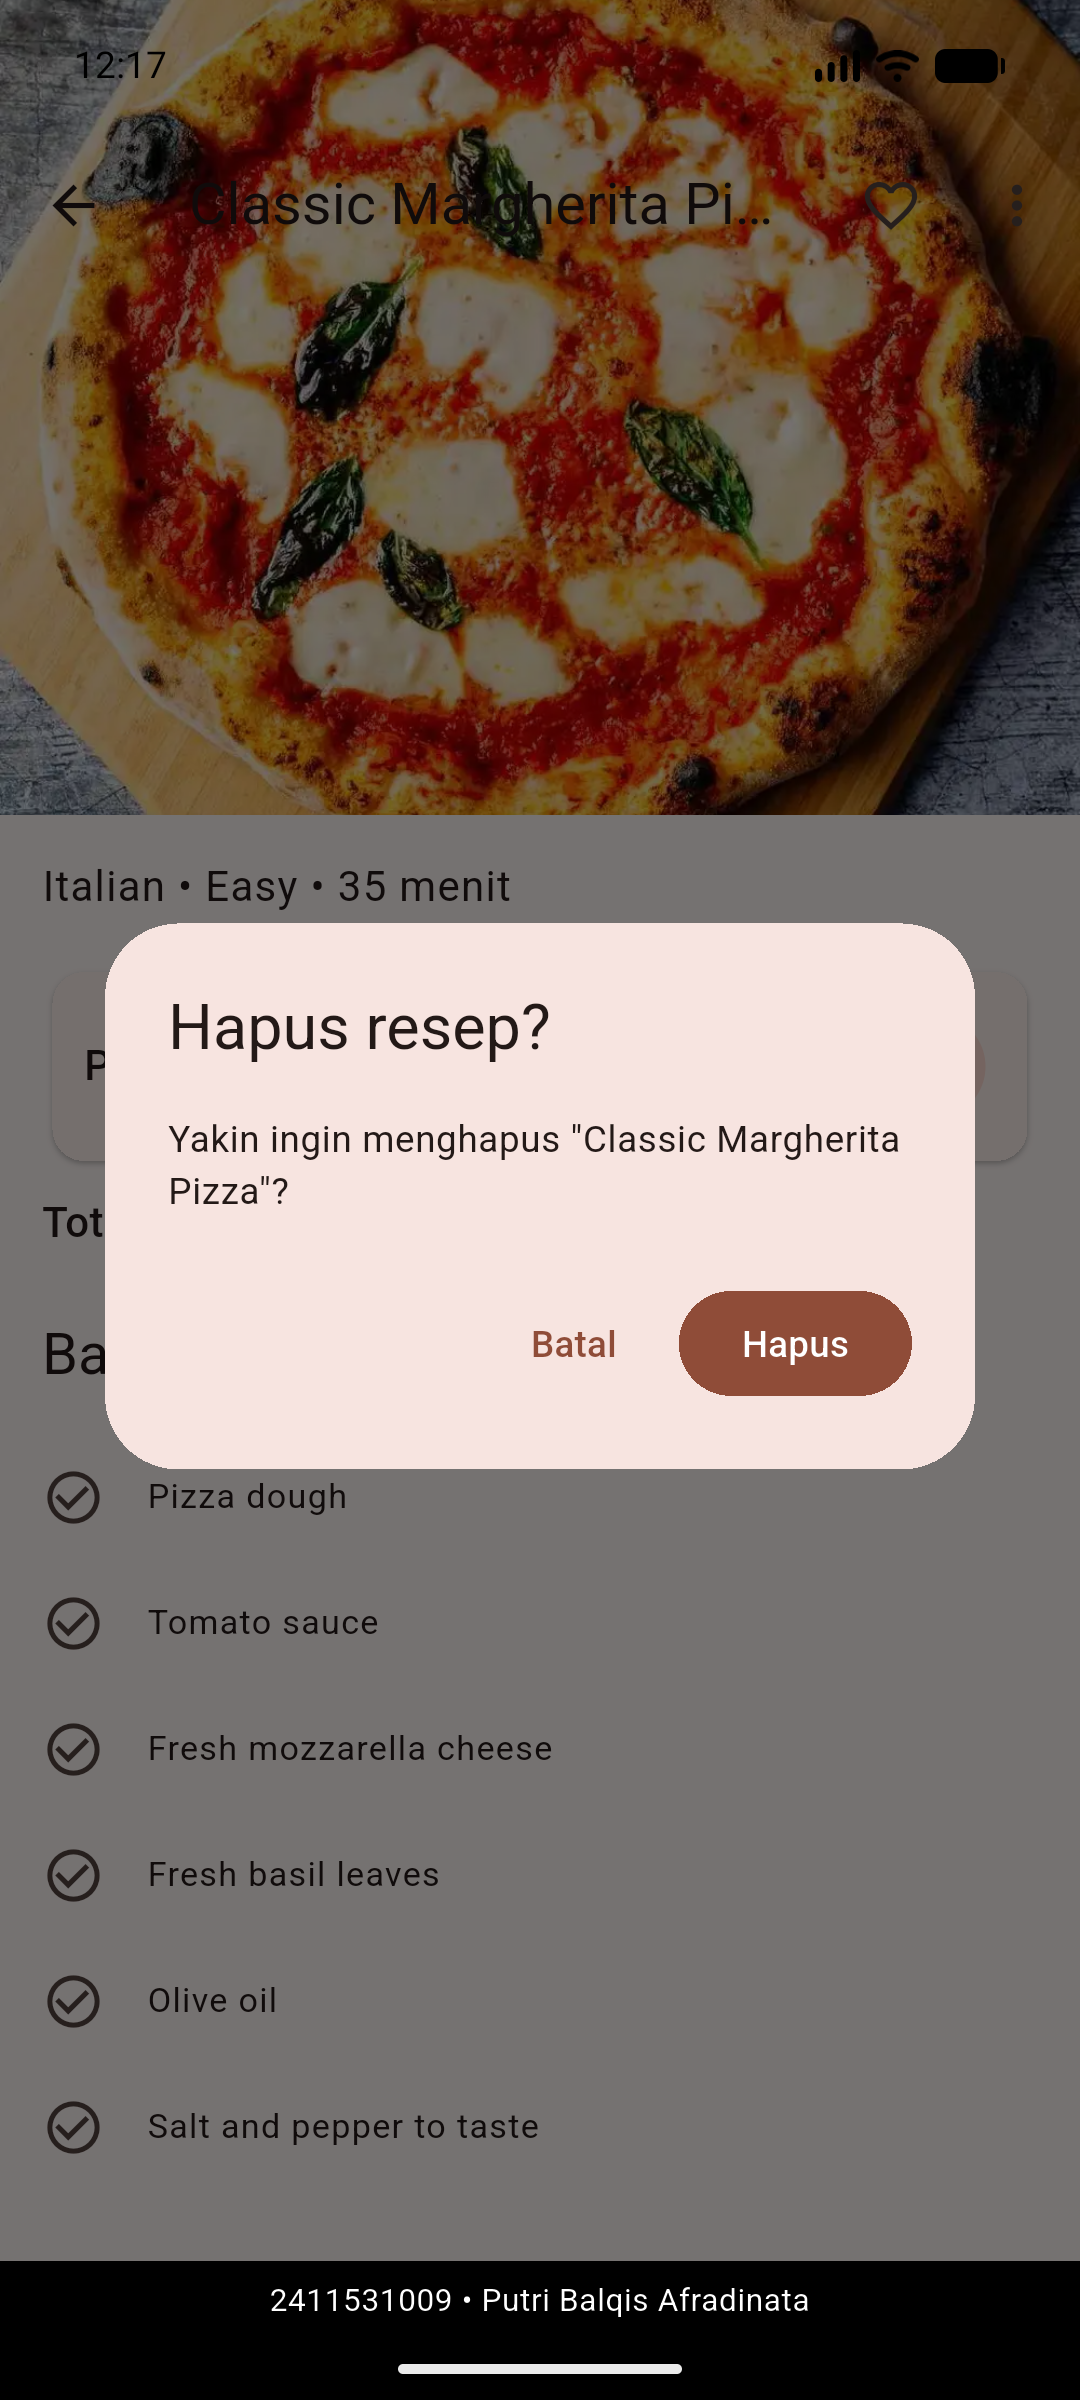 12:17
Classic Margherita Pi...
Italian • Easy • 35 menit
P
Hapus resep?
Yakin ingin menghapus "Classic Margherita
Pizza"?
Tot
Batal
Hapus
Ba
Pizza dough
Tomato sauce
Fresh mozzarella cheese
Fresh basil leaves
Olive oil
Salt and pepper to taste
2411531009 • Putri Balqis Afradinata